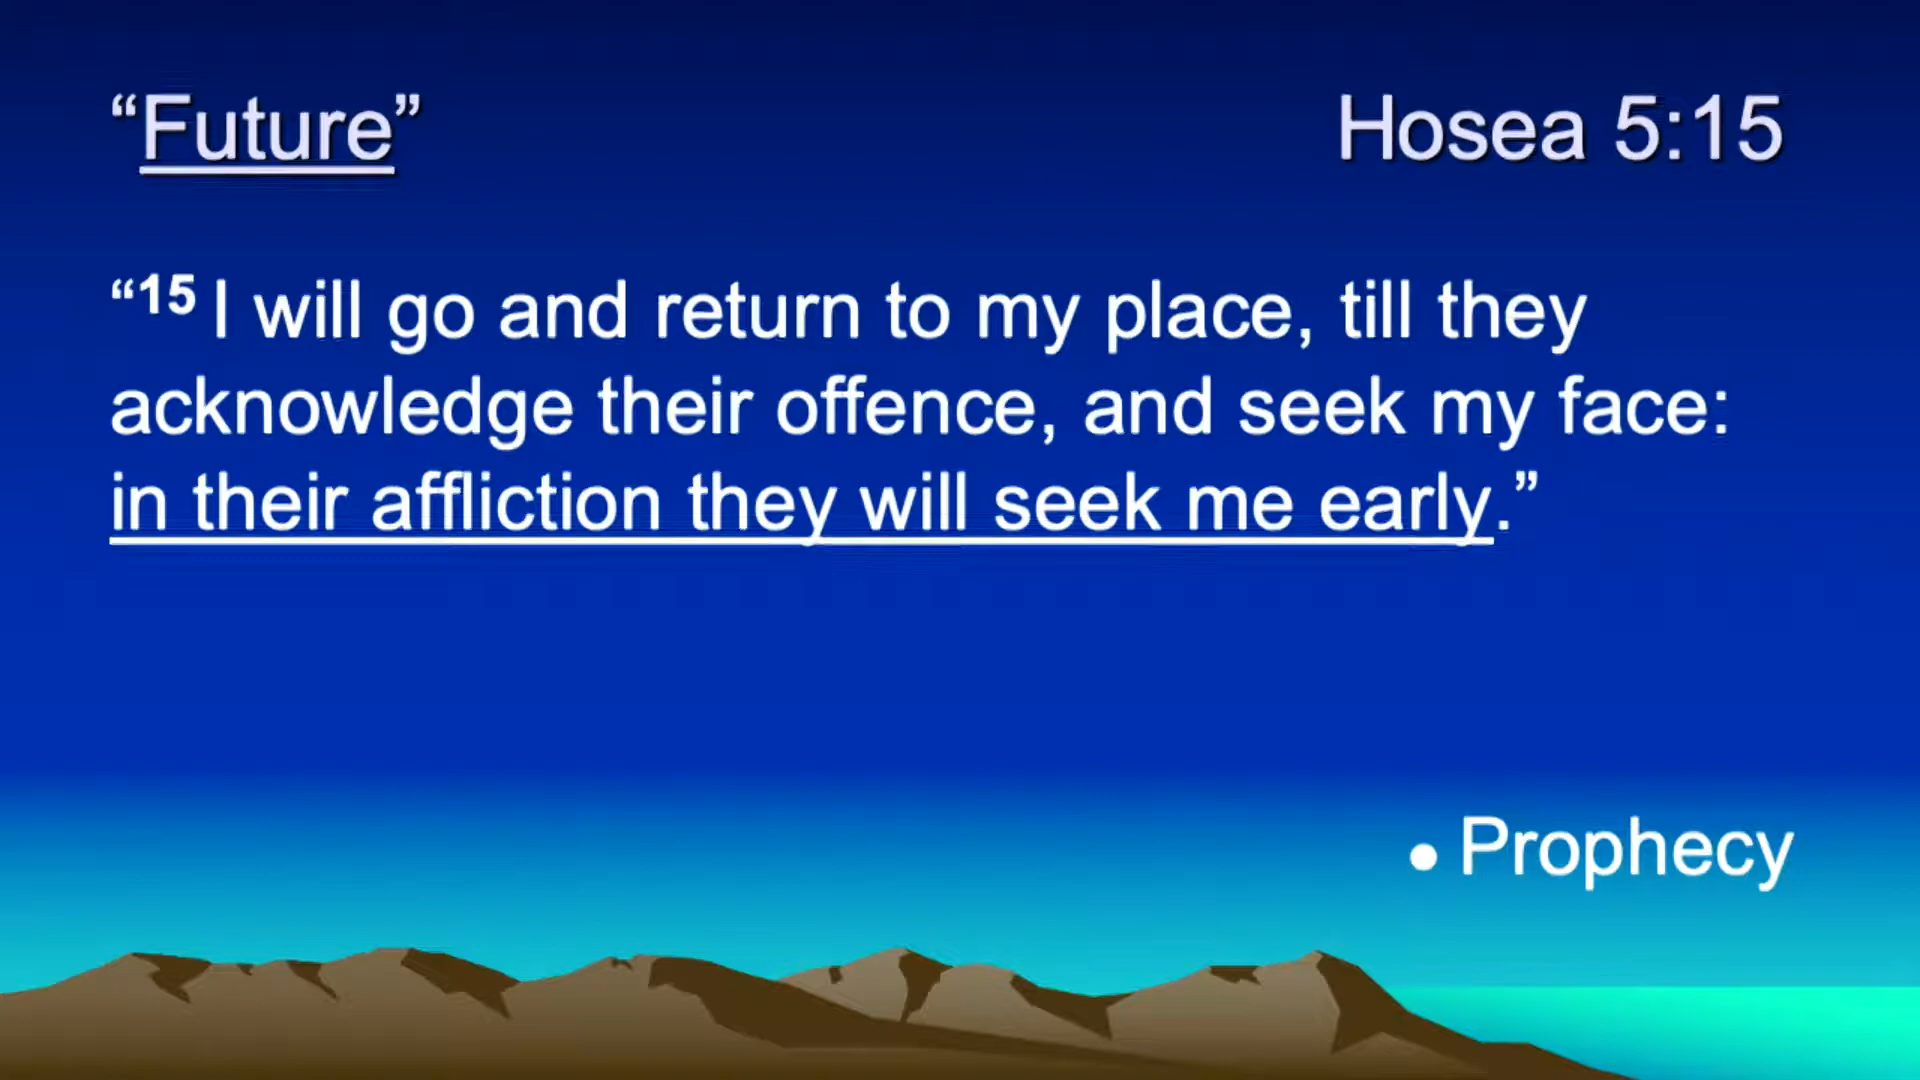 “Future” Hosea 5:15
“15 I will go and return to my place, till they
acknowledge their offence, and seek my face:
in their affliction they will seek me early.”
• Prophecy